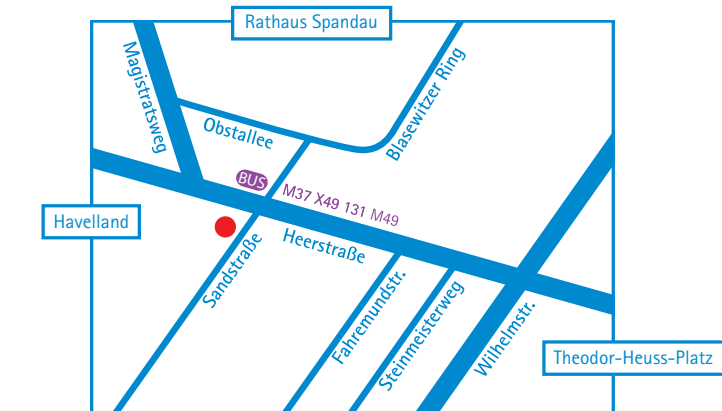 Rathaus Spandau
Magistratsweg
Obstallee
Blasewitzer Ring
BUS
M37 X49 131 M49
Havelland
Heerstraße
Sandstraße
Fahremundstr.
Steinmeisterweg
Wilhelmstr.
Theodor-Heuss-Platz